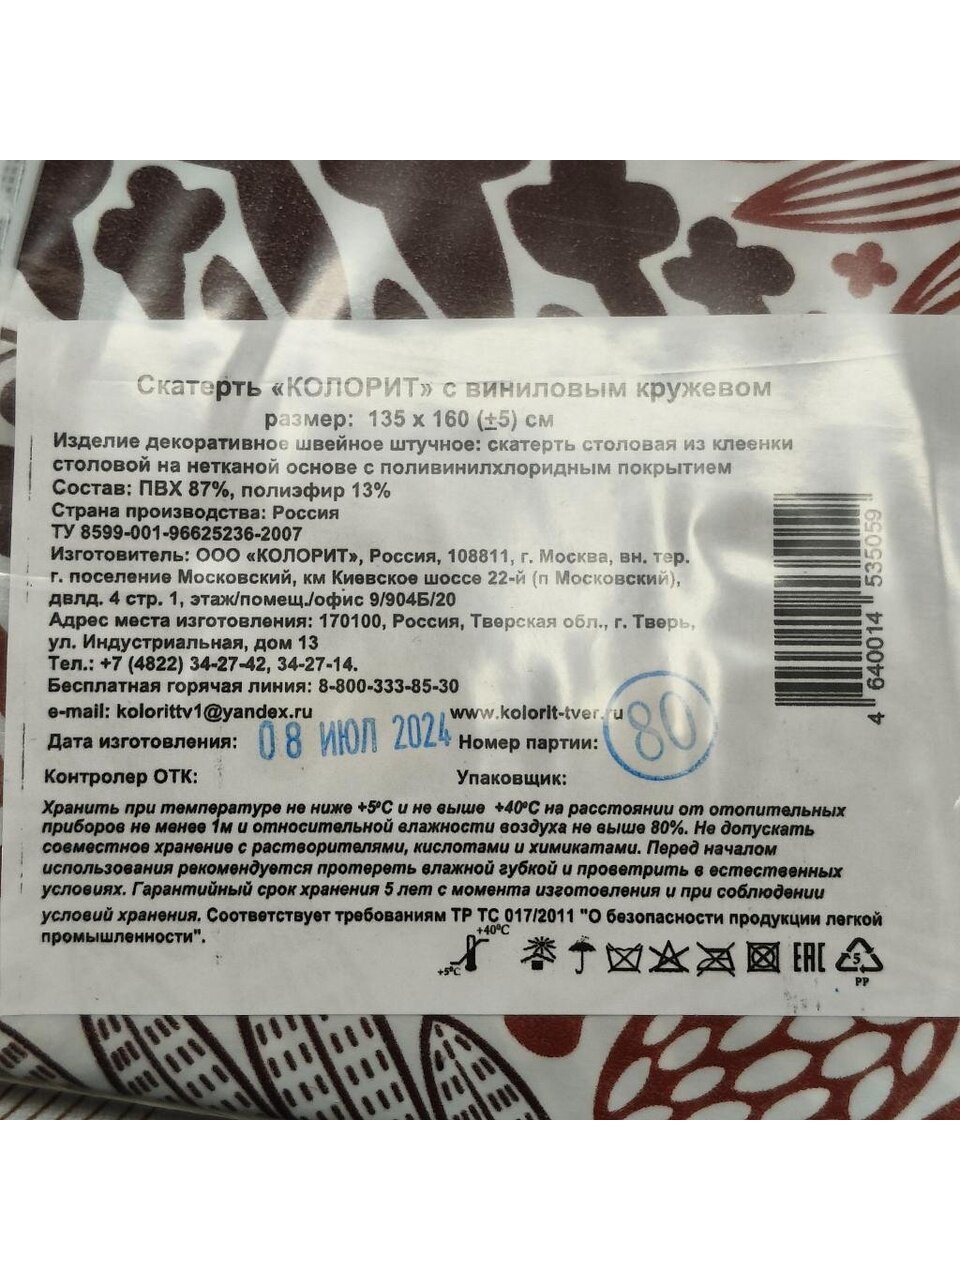 Скатерть «КОЛОРИТ» с виниловым кружевом
размер: 135 х 160 (±5) см
Изделие декоративное швейное штучное: скатерть столовая из клеенки
столовой на нетканой основе с поливинилхлоридным покрытием
Состав: ПВХ 87%, полиэфир 13%
Страна производства: Россия
ТУ 8599-001-96625236-2007
Изготовитель: ООО «КОЛОРИТ», Россия, 108811, г. Москва, вн. тер.
г. поселение Московский, км Киевское шоссе 22-й (п Московский),
двлд. 4 стр. 1, этаж/помещ./офис 9/904Б/20
Адрес места изготовления: 170100, Россия, Тверская обл., г. Тверь,
ул. Индустриальная, дом 13
Тел.: +7 (4822) 34-27-42, 34-27-14.
Бесплатная горячая линия: 8-800-333-85-30
e-mail: kolorittv1@yandex.ru www.kolorit-tver.ru
Дата изготовления: 08 ИЮЛ 2024 Номер партии: 80
Контролер ОТК: Упаковщик:
Хранить при температуре не ниже +5ºС и не выше +40ºС на расстоянии от отопительных
приборов не менее 1м и относительной влажности воздуха не выше 80%. Не допускать
совместное хранение с растворителями, кислотами и химикатами. Перед началом
использования рекомендуется протереть влажной губкой и проветрить в естественных
условиях. Гарантийный срок хранения 5 лет с момента изготовления и при соблюдении
условий хранения. Соответствует требованиям ТР ТС 017/2011 "О безопасности продукции легкой
промышленности".
+40ºС
+5ºС
ЕАС
5
PP
4 640014 535059